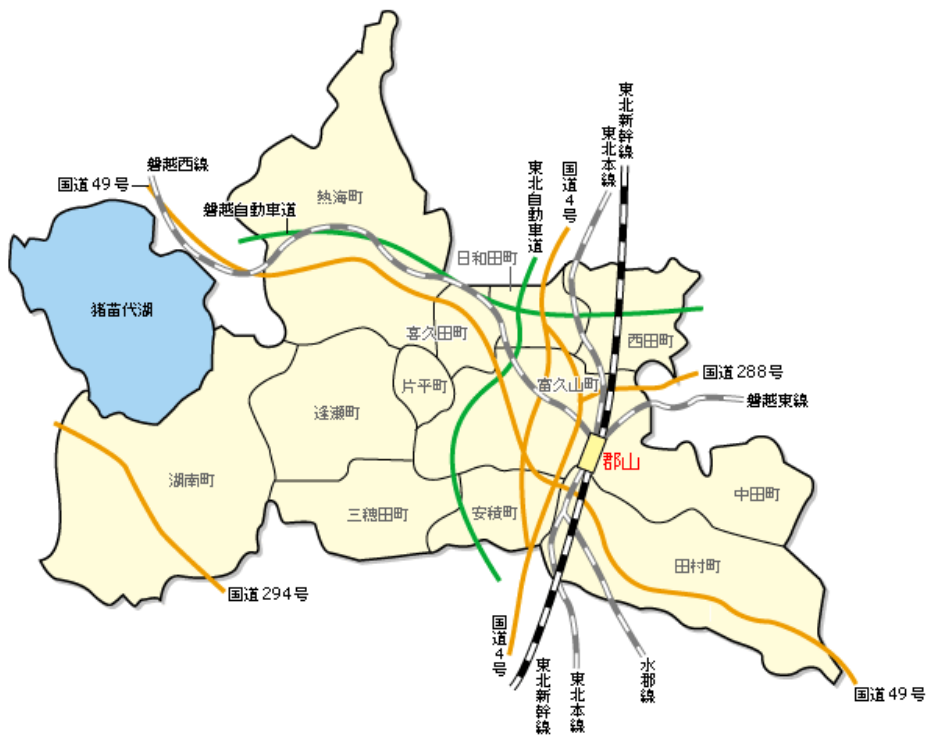 東北新幹線
東北本線
磐越西線
国道49号
東北自動車道
国道4号
熱海町
磐越自動車道
日和田町
猪苗代湖
喜久田町
西田町
国道288号
片平町
富久山町
磐越東線
逢瀬町
郡山
湖南町
中田町
三穂田町
安積町
田村町
国道294号
国道4号
東北新幹線
東北本線
水郡線
国道49号